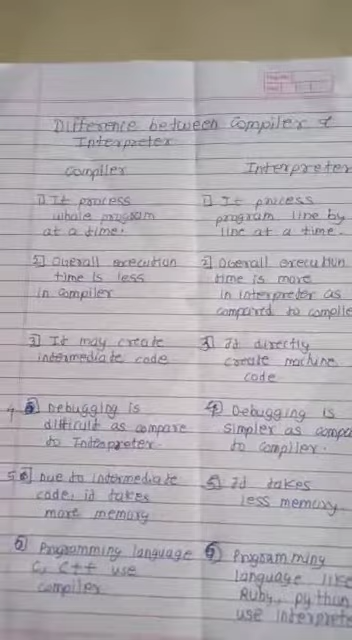 Difference between Compiler &
Interpreter
Compiler
1] It process
whole program
at a time.
2] Overall execution
time is less
in compiler
3] It may create
intermediate code
4 Debugging is
difficult as compare
to Interpreter.
5 Due to intermediate
code, it takes
more memory
6 Programming language
C, C++ use
compiler
Interpreter
1] It process
program line by
line at a time.
2] Overall execution
time is more
in interpreter as
compared to compile
3] It directly
create machine
code
4] Debugging is
simpler as compa
to compiler.
5] It takes
less memory
6] Programming
language like
Ruby, python
use interprete